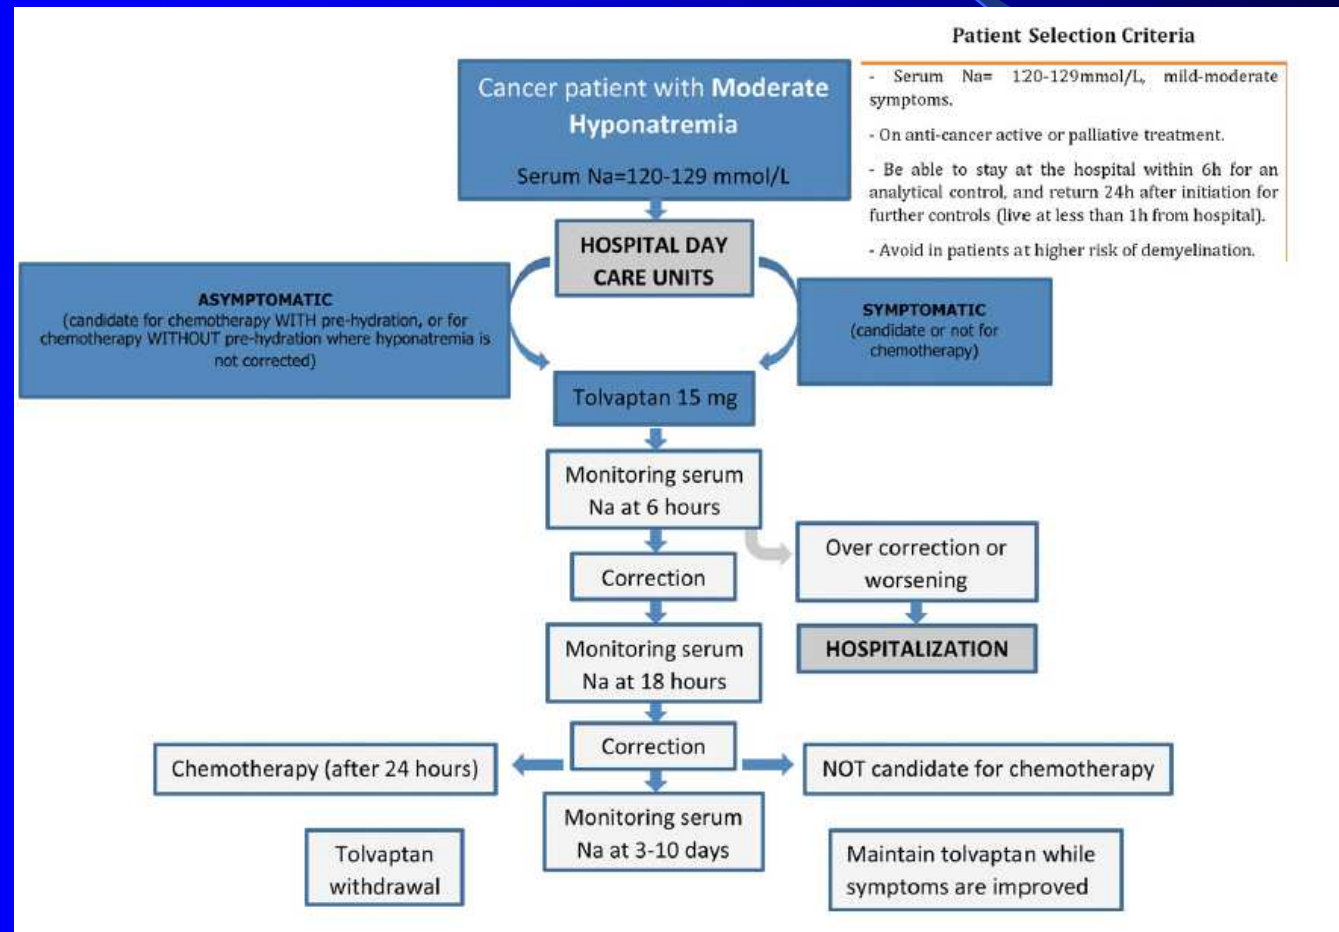 Patient Selection Criteria
- Serum Na= 120-129mmol/L, mild-moderate
symptoms.
- On anti-cancer active or palliative treatment.
- Be able to stay at the hospital within 6h for an
analytical control, and return 24h after initiation for
further controls (live at less than 1h from hospital).
- Avoid in patients at higher risk of demyelination.
Cancer patient with Moderate
Hyponatremia
Serum Na=120-129 mmol/L
HOSPITAL DAY
CARE UNITS
ASYMPTOMATIC
(candidate for chemotherapy WITH pre-hydration, or for
chemotherapy WITHOUT pre-hydration where hyponatremia is
not corrected)
SYMPTOMATIC
(candidate or not for
chemotherapy)
Tolvaptan 15 mg
Monitoring serum
Na at 6 hours
Over correction or
worsening
Correction
HOSPITALIZATION
Monitoring serum
Na at 18 hours
Correction
Chemotherapy (after 24 hours)
NOT candidate for chemotherapy
Monitoring serum
Na at 3-10 days
Tolvaptan
withdrawal
Maintain tolvaptan while
symptoms are improved